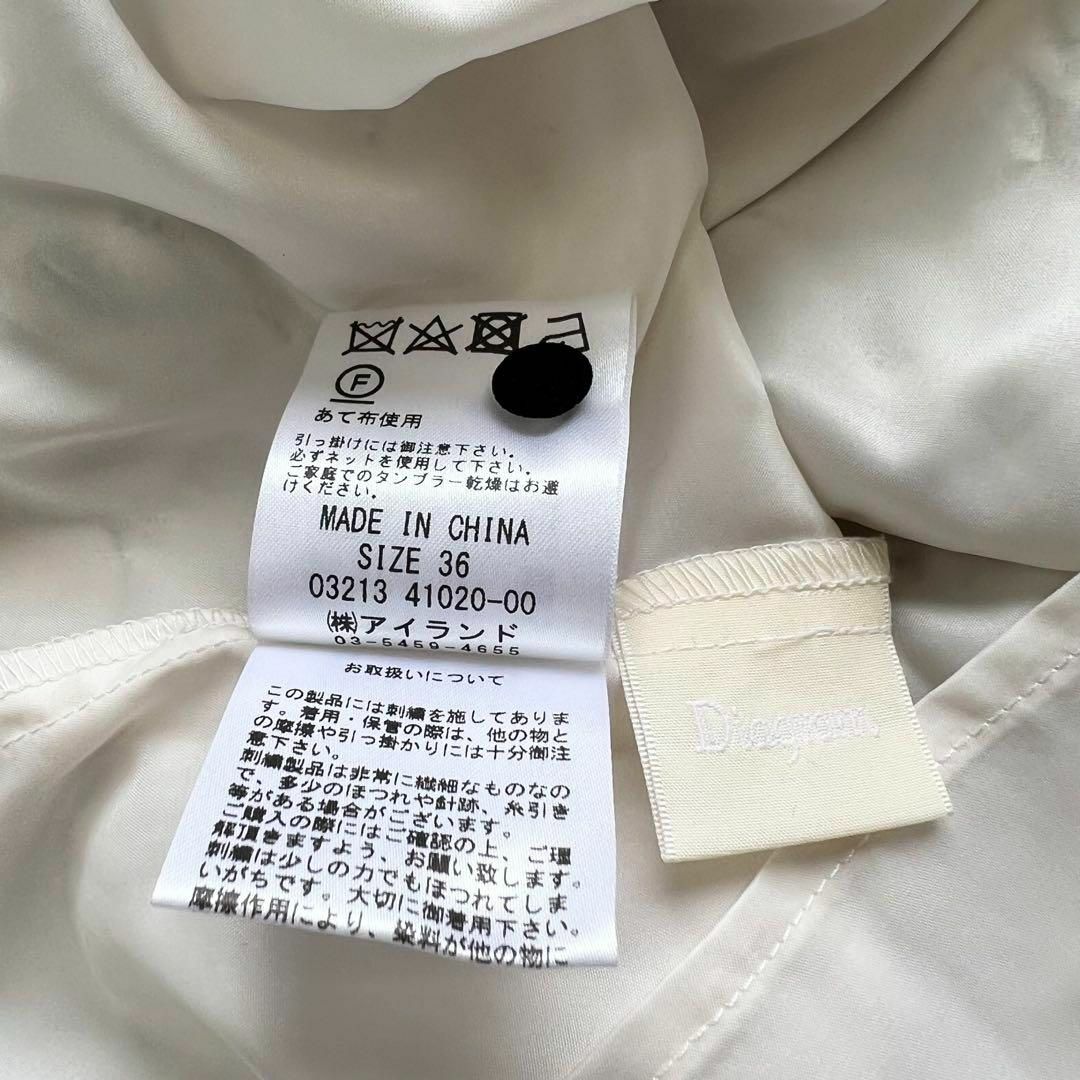 F
あて布使用
引っ掛けには御注意下さい。
必ずネットを使用して下さい。
ご家庭でのタンブラー乾燥はお避
けください。
MADE IN CHINA
SIZE 36
03213 41020-00
㈱アイランド
03-5459-4655
お取扱いについて
この製品には刺繍を施してありま
す。着用・保管の際は、他の物と
の摩擦や引っ掛かりには十分御注
意下さい。
刺繍製品は非常に繊細なものなの
で、多少のほつれや針跡、糸引き
等がある場合がございます。
ご購入の際にはご確認の上、ご理
解頂きますよう、お願い致します。
刺繍は少しの力でもほつれてしま
いがちです。大切に御着用下さい。
摩擦作用により、染料が他の物に